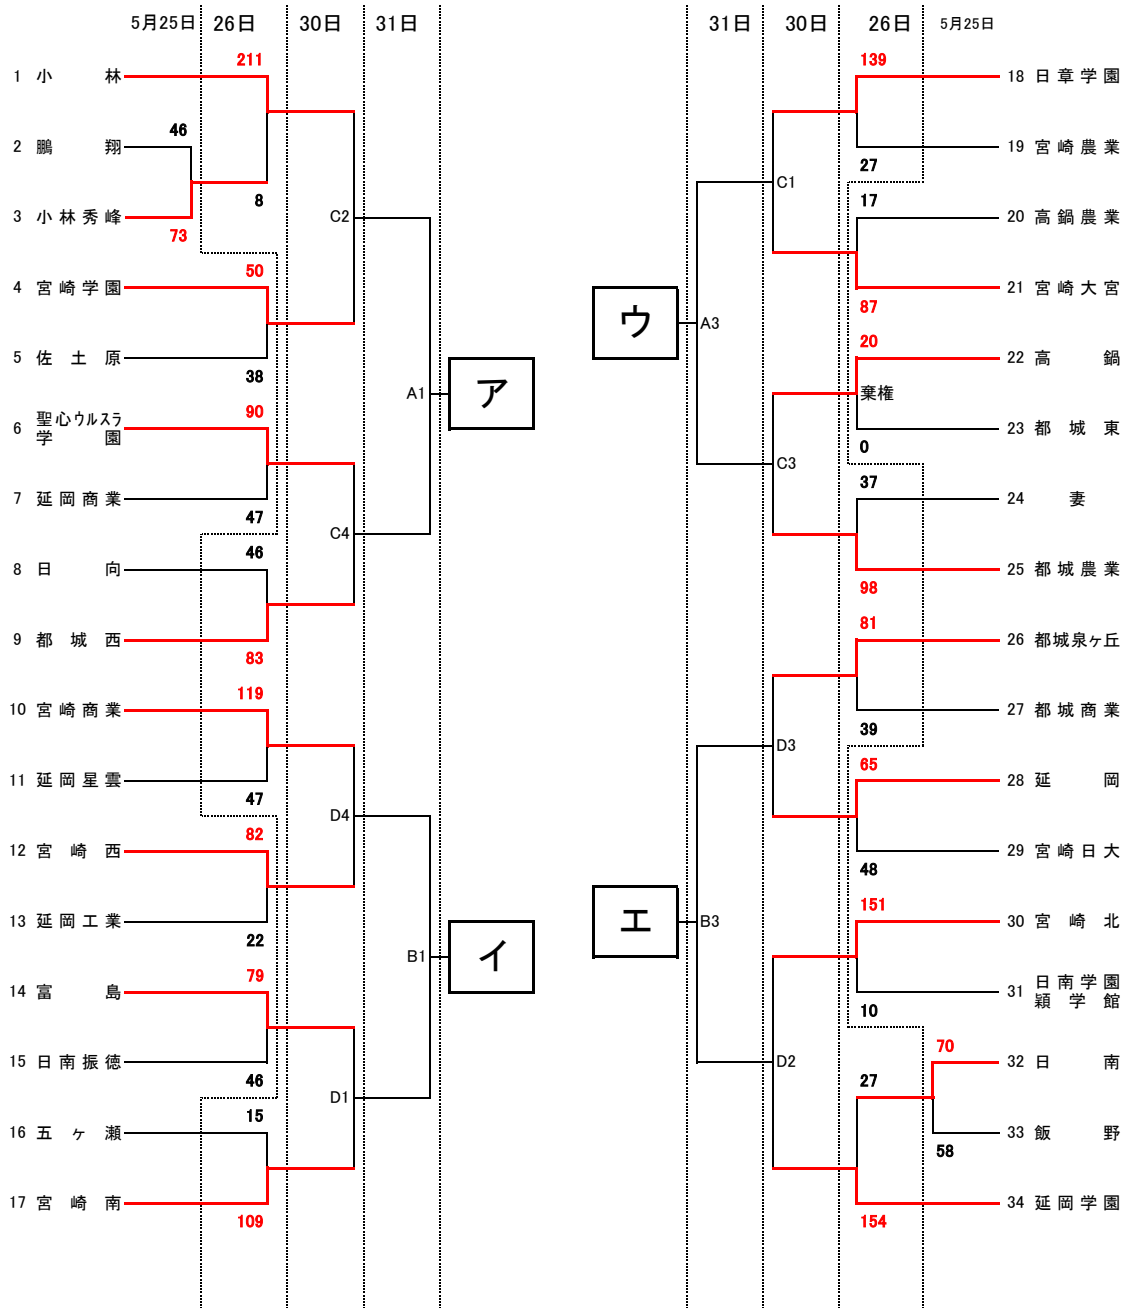 5月25日 26日 30日 31日
211
1 小林
46
2 鵬翔
8
C2
3 小林秀峰
73
50
4 宮崎学園
5 佐土原
38
A1 ア
90
6 聖心ウルスラ
学園
7 延岡商業
47
C4
46
8 日向
9 都城西
83
119
10 宮崎商業
11 延岡星雲
47
D4
82
12 宮崎西
13 延岡工業
22
B1 イ
79
14 富島
15 日南振徳
46
D1
15
16 五ヶ瀬
17 宮崎南
109
31日 30日 26日 5月25日
139
18 日章学園
19 宮崎農業
27
C1
17
20 高鍋農業
21 宮崎大宮
87
ウ A3
20
22 高鍋
棄権
23 都城東
0
C3
37
24 妻
25 都城農業
98
81
26 都城泉ヶ丘
27 都城商業
39
D3
65
28 延岡
29 宮崎日大
48
エ B3
151
30 宮崎北
31 日南学園
穎学館
10
70
32 日南
D2
27
33 飯野
58
34 延岡学園
154